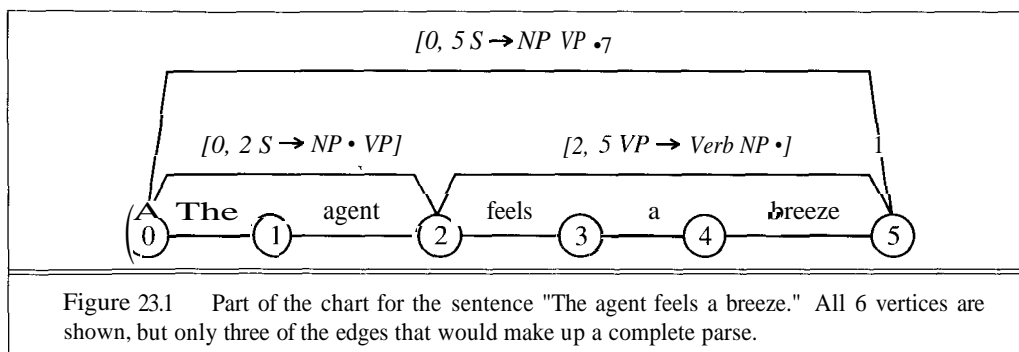 [0, 5 S → NP VP •7
[0, 2 S → NP • VP] [2, 5 VP → Verb NP •]
The agent feels a breeze
0 1 2 3 4 5
Figure 23.1 Part of the chart for the sentence "The agent feels a breeze." All 6 vertices are
shown, but only three of the edges that would make up a complete parse.